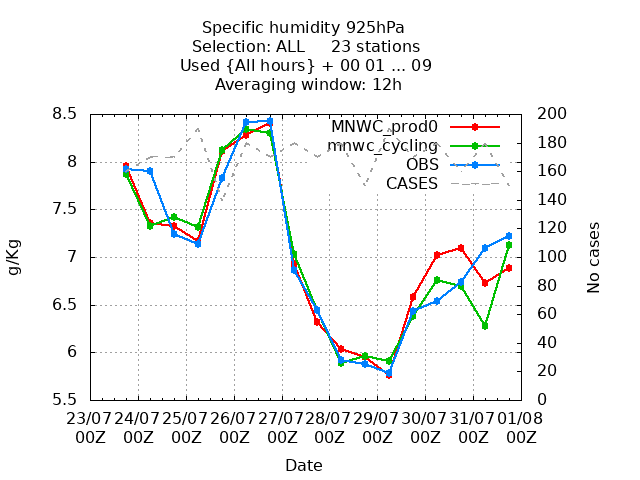 Specific humidity 925hPa
Selection: ALL     23 stations
Used {All hours} + 00 01 ... 09
Averaging window: 12h
MNWC_prod0
mnwc_cycling
OBS
CASES
8.5
8
7.5
7
6.5
6
5.5
g/Kg
200
180
160
140
120
100
80
60
40
20
0
No cases
23/07 24/07 25/07 26/07 27/07 28/07 29/07 30/07 31/07 01/08
00Z 00Z 00Z 00Z 00Z 00Z 00Z 00Z 00Z 00Z
Date